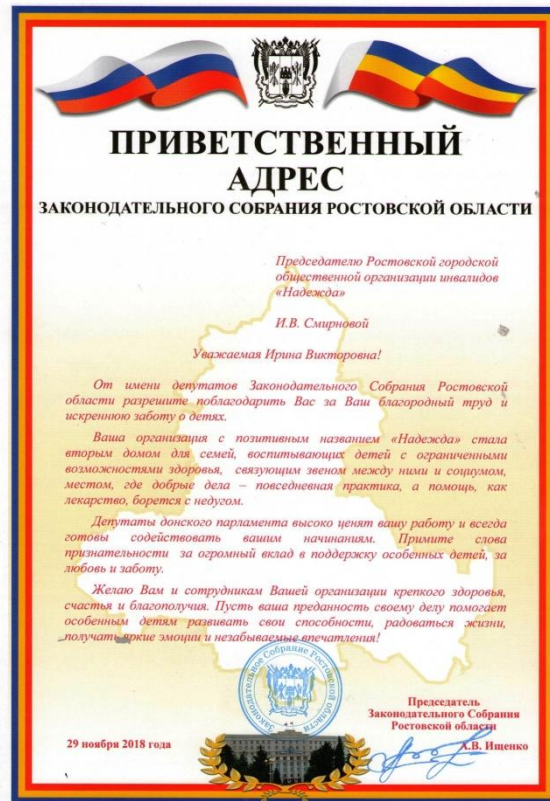 ПРИВЕТСТВЕННЫЙ
АДРЕС
ЗАКОНОДАТЕЛЬНОГО СОБРАНИЯ РОСТОВСКОЙ ОБЛАСТИ
Председателю Ростовской городской
общественной организации инвалидов
«Надежда»
И.В. Смирновой
Уважаемая Ирина Викторовна!
От имени депутатов Законодательного Собрания Ростовской
области разрешите поблагодарить Вас за Ваш благородный труд и
искреннюю заботу о детях.
Ваша организация с позитивным названием «Надежда» стала
вторым домом для семей, воспитывающих детей с ограниченными
возможностями здоровья, связующим звеном между ними и социумом,
местом, где добрые дела – повседневная практика, а помощь, как
лекарство, борется с недугом.
Депутаты донского парламента высоко ценят вашу работу и всегда
готовы содействовать вашим начинаниям. Примите слова
признательности за огромный вклад в поддержку особенных детей, за
любовь и заботу.
Желаю Вам и сотрудникам Вашей организации крепкого здоровья,
счастья и благополучия. Пусть ваша преданность своему делу помогает
особенным детям развивать свои способности, радоваться жизни,
получать яркие эмоции и незабываемые впечатления!
Законодательное Собрание Ростовской области
Председатель
Законодательного Собрания
Ростовской области
А.В. Ищенко
29 ноября 2018 года